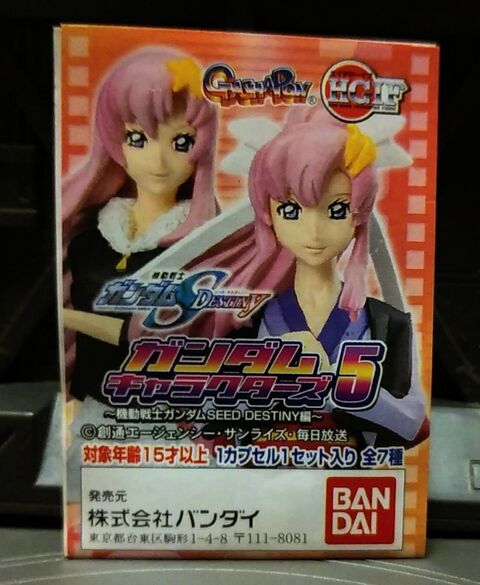 GASHAPON®
HGIF
機動戦士
ガンダムSEED DESTINY
ガンダム
キャラクターズ5
～機動戦士ガンダムSEED DESTINY編～
©創通エージェンシー・サンライズ・毎日放送
対象年齢15才以上 1カプセル1セット入り 全7種
発売元
株式会社バンダイ
東京都台東区駒形1-4-8 〒111-8081
BAN
DAI